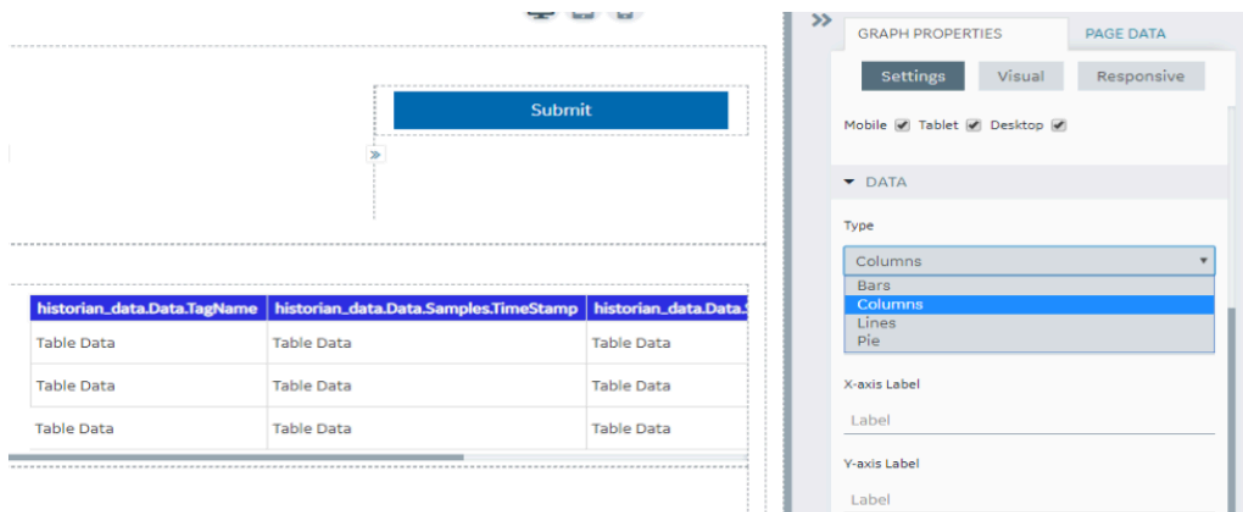 GRAPH PROPERTIES PAGE DATA
Settings Visual Responsive
Submit
Mobile Tablet Desktop
DATA
Type
Columns
Bars
Columns
Lines
Pie
historian_data.Data.TagName historian_data.Data.Samples.TimeStamp historian_data.Data.
Table Data Table Data Table Data
Table Data Table Data Table Data
Table Data Table Data Table Data
X-axis Label
Label
Y-axis Label
Label